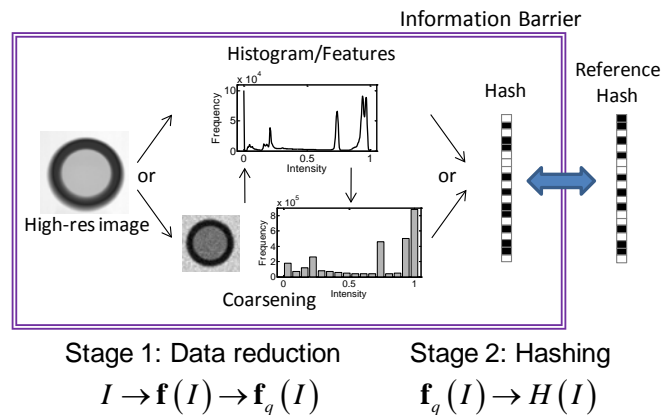 Information Barrier
Histogram/Features
x 10^4
10
5
0
Frequency
0
0.5
1
Intensity
or
High-res image
x 10^5
8
6
4
2
0
Frequency
0
0.5
1
Intensity
Coarsening
or
Hash
Reference
Hash
Stage 1: Data reduction
I → f(I) → f_q(I)
Stage 2: Hashing
f_q(I) → H(I)